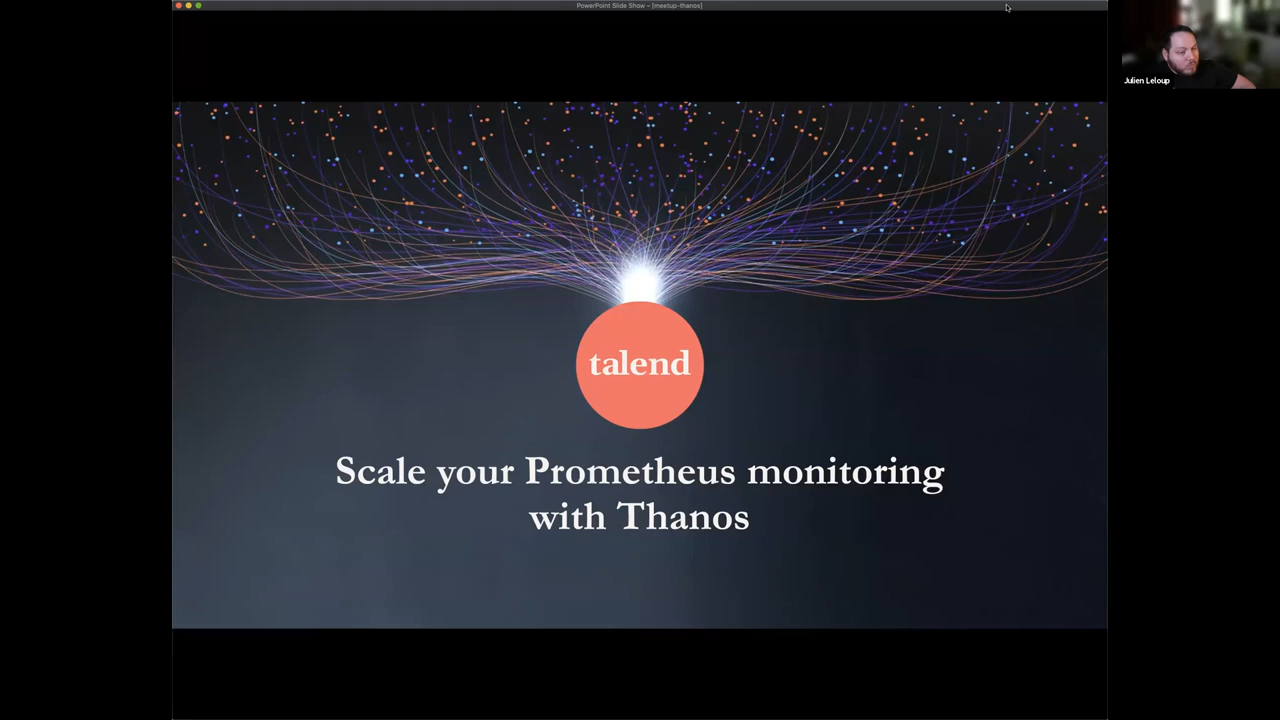 PowerPoint Slide Show - [meetup-thanos]
Julien Leloup
talend
Scale your Prometheus monitoring
with Thanos